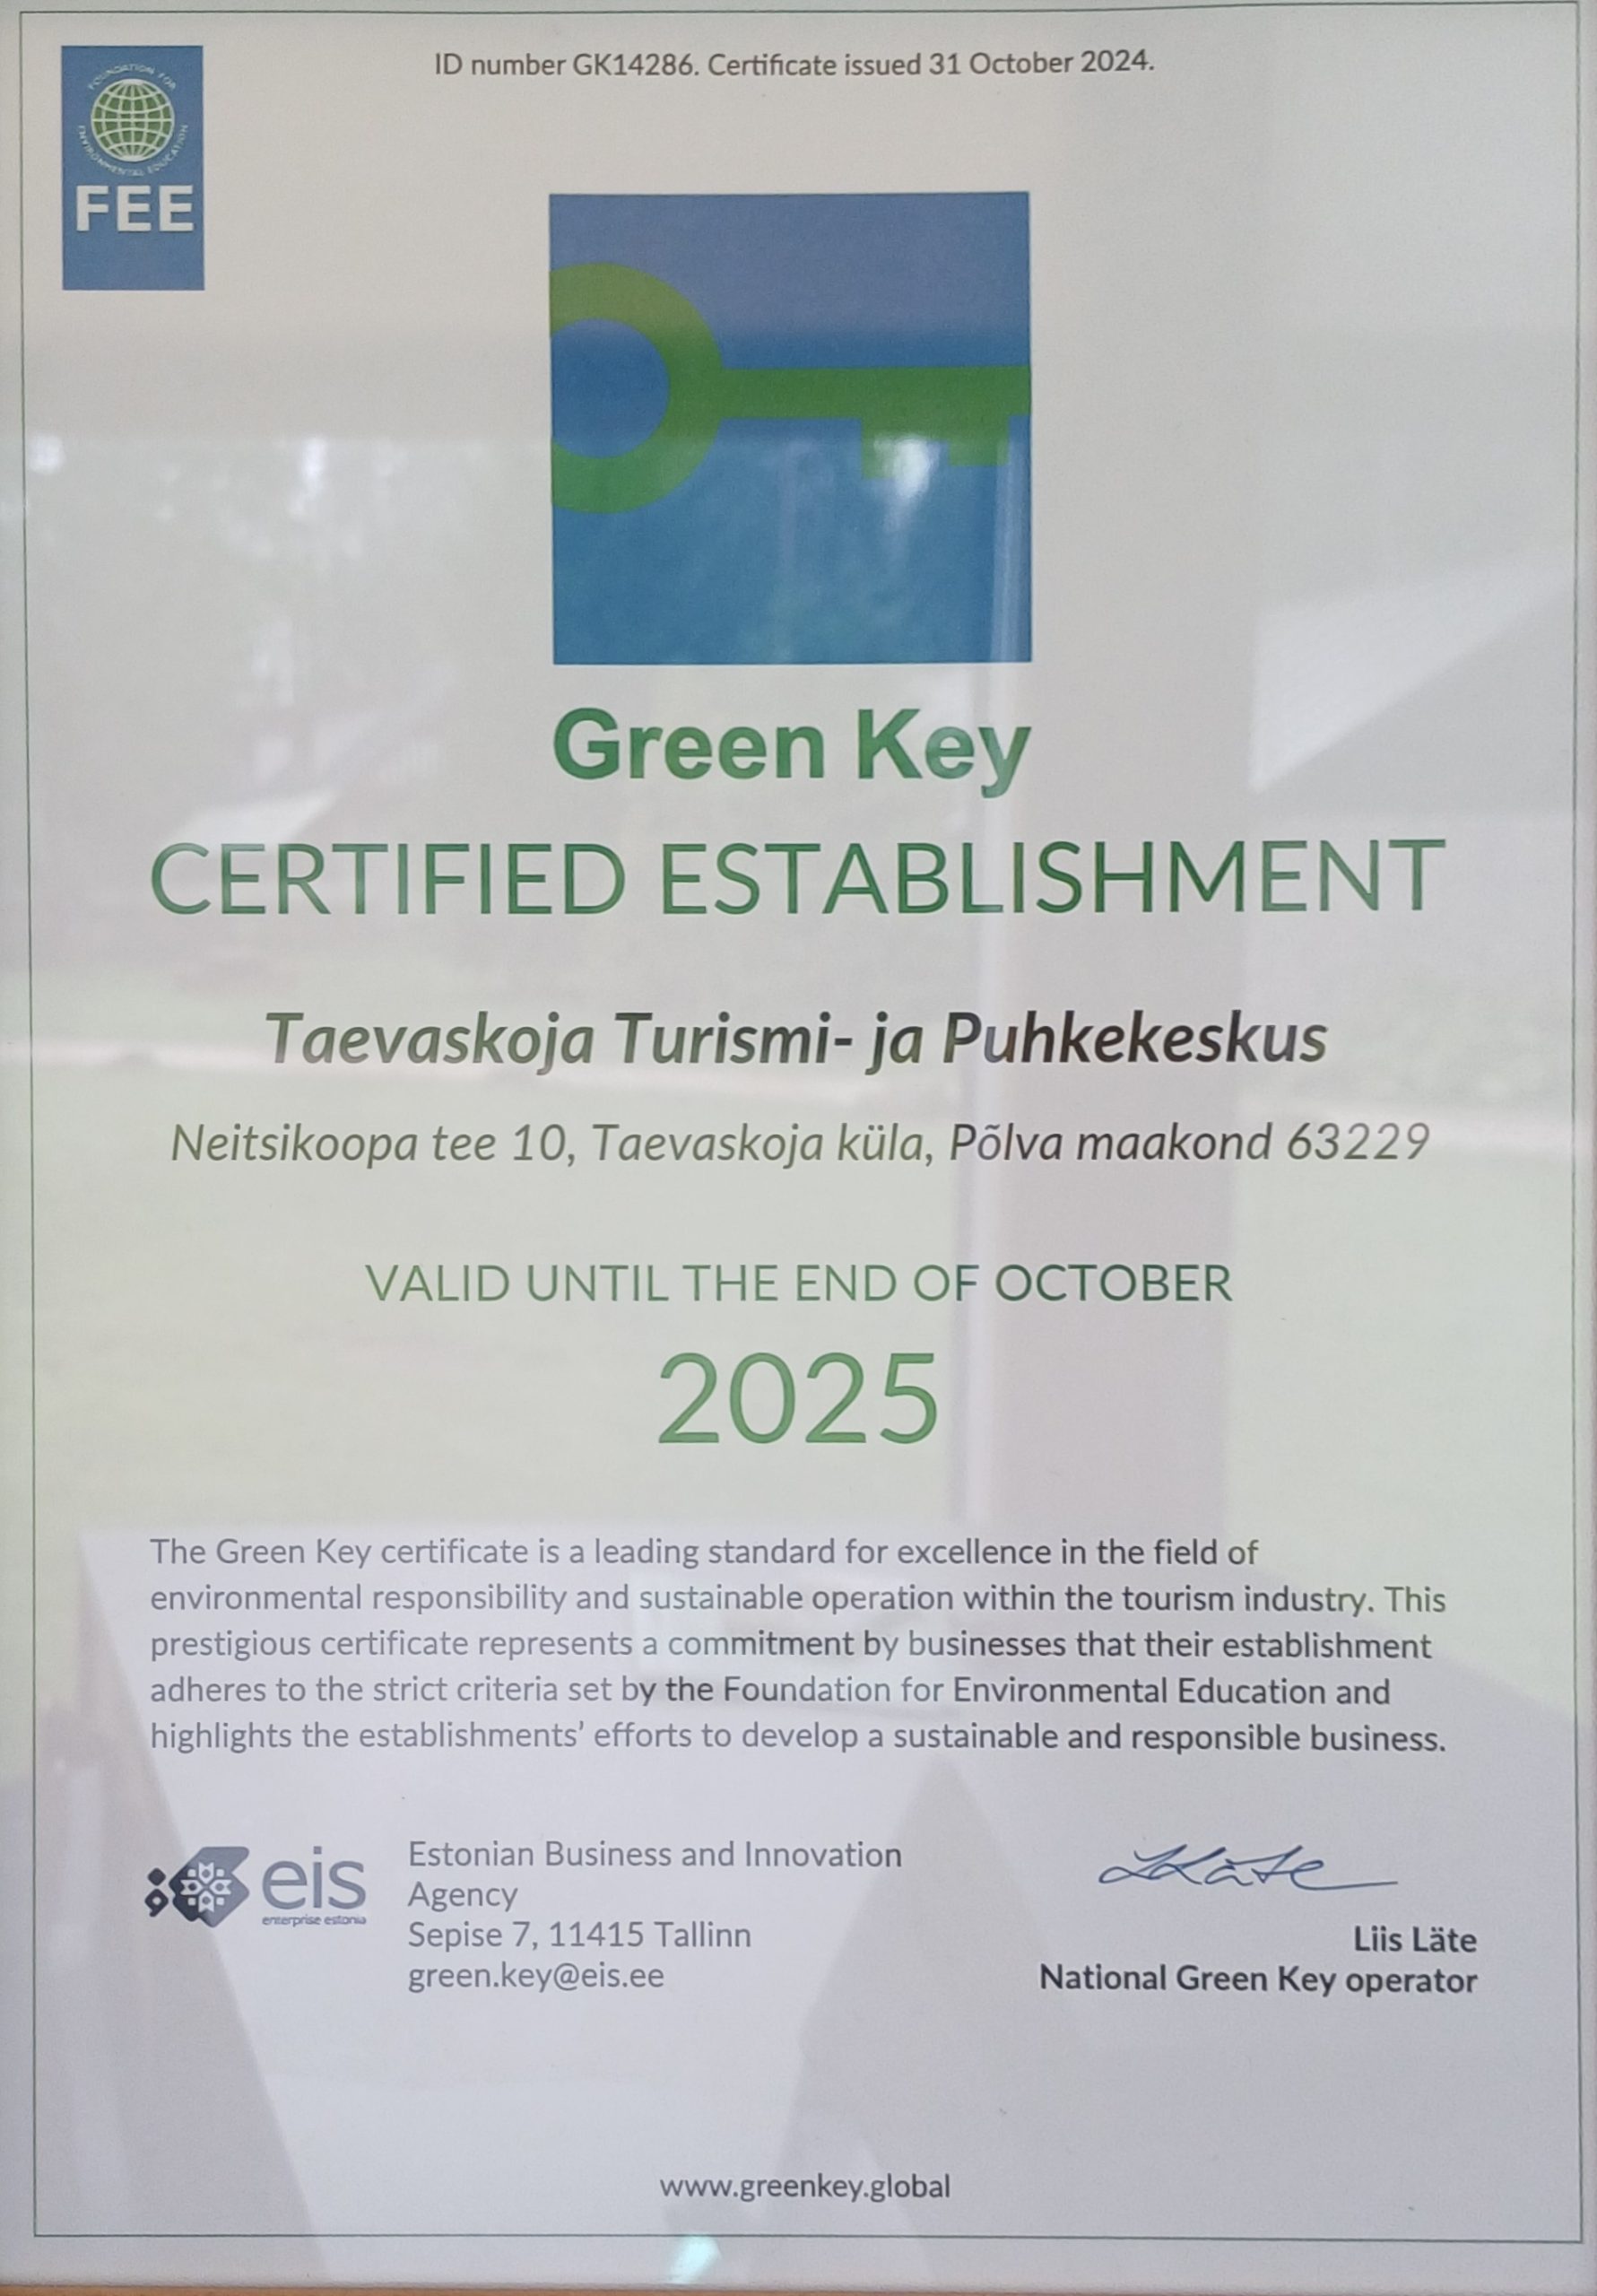 ID number GK14286. Certificate issued 31 October 2024.
FOUNDATION FOR
ENVIRONMENTAL EDUCATION
FEE
Green Key
CERTIFIED ESTABLISHMENT
Taevaskoja Turismi- ja Puhkekeskus
Neitsikoopa tee 10, Taevaskoja küla, Põlva maakond 63229
VALID UNTIL THE END OF OCTOBER
2025
The Green Key certificate is a leading standard for excellence in the field of
environmental responsibility and sustainable operation within the tourism industry. This
prestigious certificate represents a commitment by businesses that their establishment
adheres to the strict criteria set by the Foundation for Environmental Education and
highlights the establishments’ efforts to develop a sustainable and responsible business.
eis
enterprise estonia
Estonian Business and Innovation
Agency
Sepise 7, 11415 Tallinn
green.key@eis.ee
LLäte
Liis Läte
National Green Key operator
www.greenkey.global